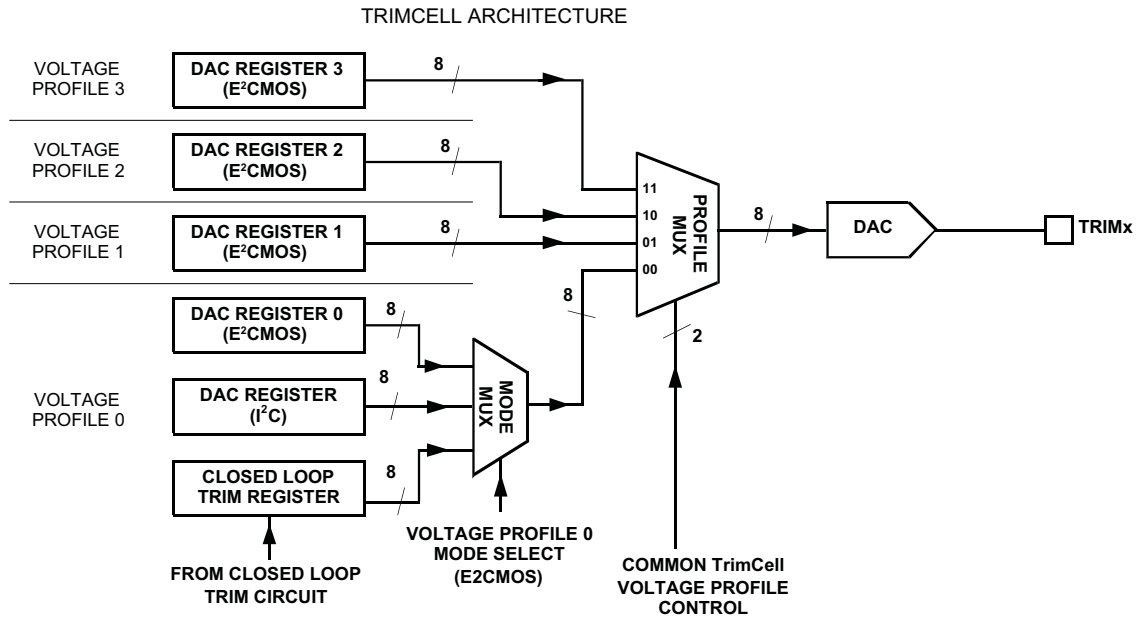 TRIMCELL ARCHITECTURE
VOLTAGE
PROFILE 3
DAC REGISTER 3
(E²CMOS)
8
VOLTAGE
PROFILE 2
DAC REGISTER 2
(E²CMOS)
8
VOLTAGE
PROFILE 1
DAC REGISTER 1
(E²CMOS)
8
11
10
01
00
PROFILE
MUX
8
DAC
TRIMx
VOLTAGE
PROFILE 0
DAC REGISTER 0
(E²CMOS)
8
DAC REGISTER
(I²C)
8
CLOSED LOOP
TRIM REGISTER
8
MODE
MUX
8
2
FROM CLOSED LOOP
TRIM CIRCUIT
VOLTAGE PROFILE 0
MODE SELECT
(E2CMOS)
COMMON TrimCell
VOLTAGE PROFILE
CONTROL